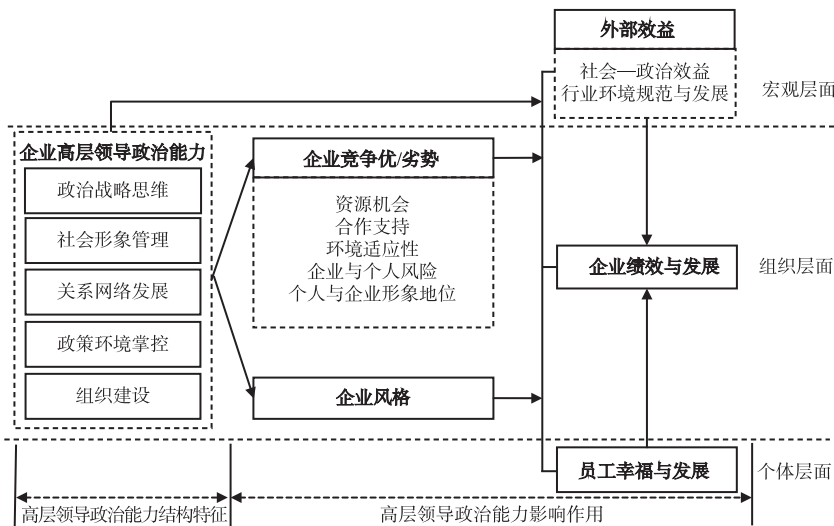 外部效益
社会—政治效益
行业环境规范与发展
宏观层面
企业高层领导政治能力
政治战略思维
社会形象管理
关系网络发展
政策环境掌控
组织建设
企业竞争优/劣势
资源机会
合作支持
环境适应性
企业与个人风险
个人与企业形象地位
企业风格
企业绩效与发展
组织层面
员工幸福与发展
个体层面
高层领导政治能力结构特征
高层领导政治能力影响作用